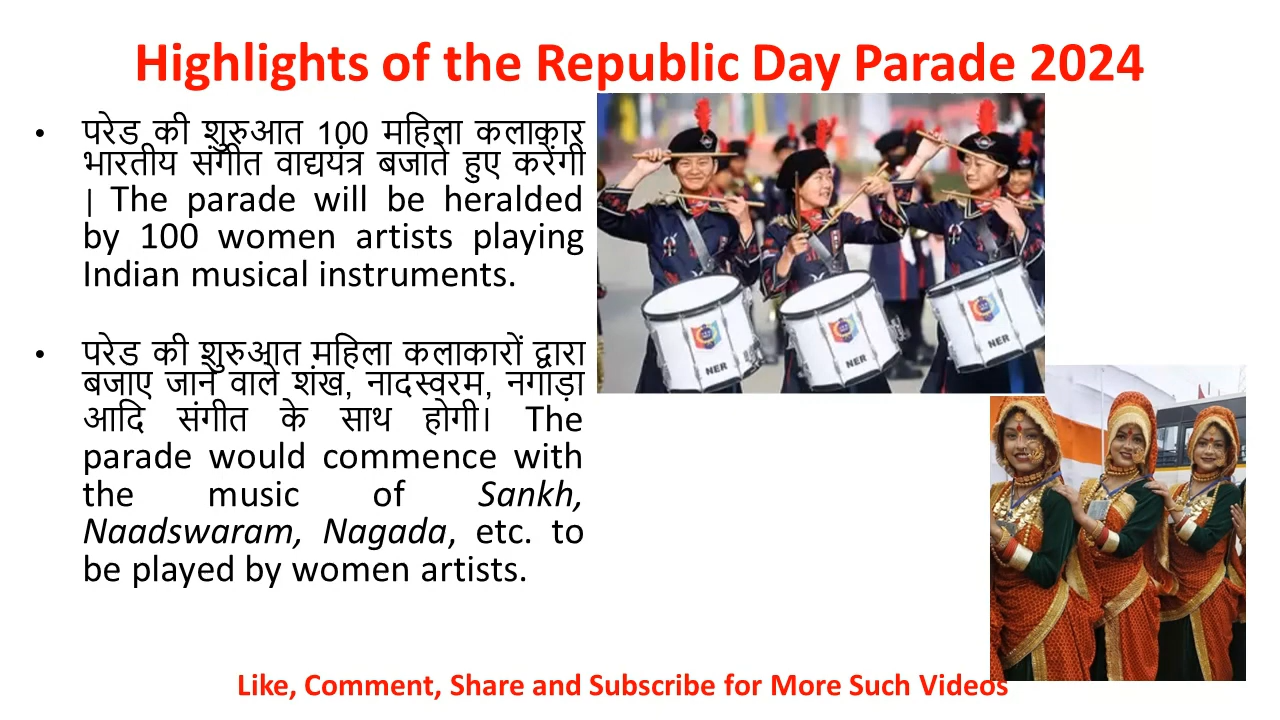 Highlights of the Republic Day Parade 2024
• परेड की शुरुआत 100 महिला कलाकार
भारतीय संगीत वाद्ययंत्र बजाते हुए करेंगी
| The parade will be heralded
by 100 women artists playing
Indian musical instruments.
• परेड की शुरुआत महिला कलाकारों द्वारा
बजाए जाने वाले शंख, नादस्वरम, नगाड़ा
आदि संगीत के साथ होगी। The
parade would commence with
the music of Sankh,
Naadswaram, Nagada, etc. to
be played by women artists.
NER
NER
NER
Like, Comment, Share and Subscribe for More Such Videos